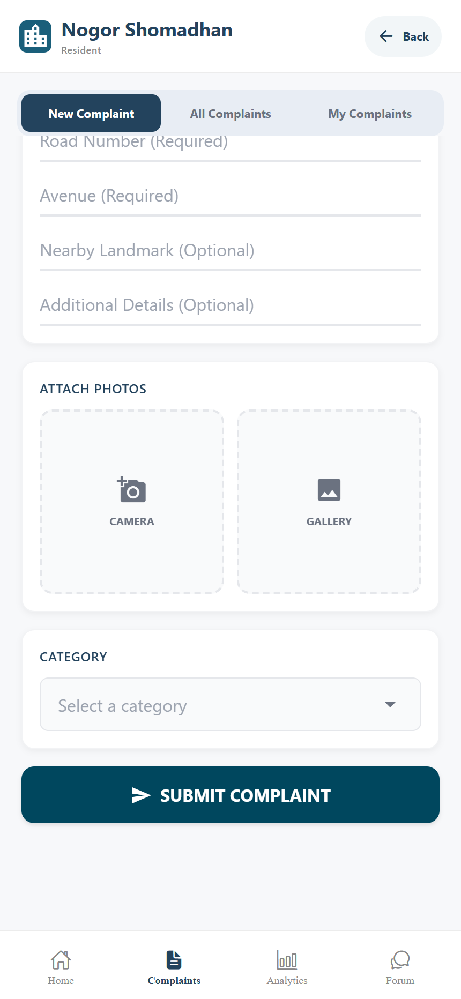 Nogor Shomadhan
Resident
Back
New Complaint
All Complaints
My Complaints
Road Number (Required)
Avenue (Required)
Nearby Landmark (Optional)
Additional Details (Optional)
ATTACH PHOTOS
CAMERA
GALLERY
CATEGORY
Select a category
SUBMIT COMPLAINT
Home
Complaints
Analytics
Forum